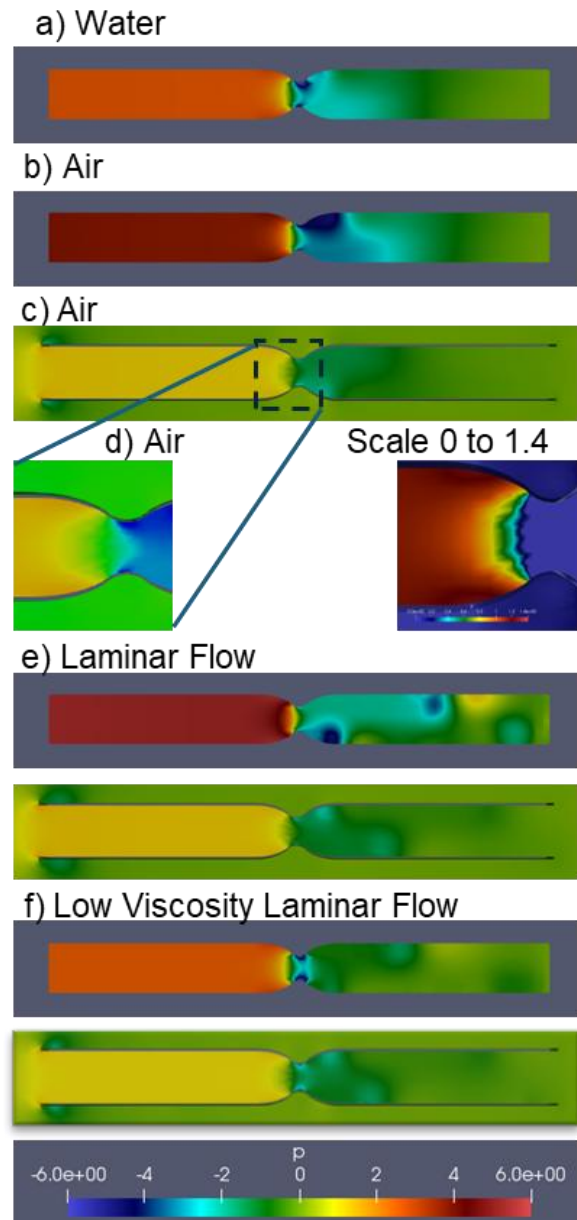 a) Water
b) Air
c) Air
d) Air Scale 0 to 1.4
e) Laminar Flow
f) Low Viscosity Laminar Flow
p
-6.0e+00 -4 -2 0 2 4 6.0e+00